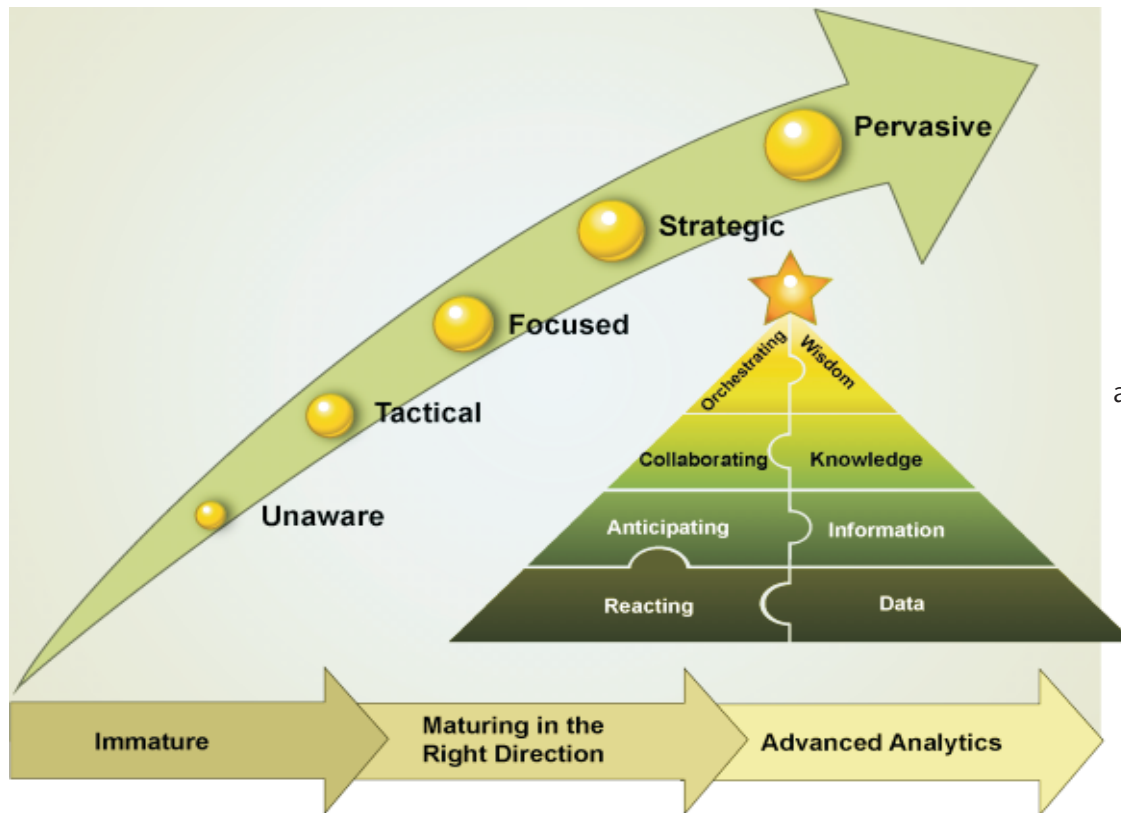 Pervasive
Strategic
Focused
Tactical
Unaware
Orchestrating
Wisdom
Collaborating
Knowledge
Anticipating
Information
Reacting
Data
a
Immature
Maturing in the
Right Direction
Advanced Analytics